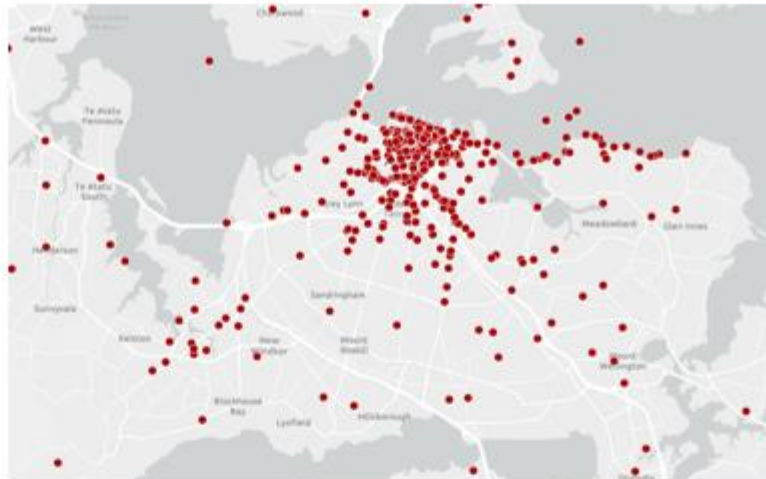 West
Harbour
Te Atatu
Peninsula
Te Atatu
South
Grey Lynn
Meadowbank
Glen Innes
Henderson
Sunnyvale
Sandringham
Kelston
New
Windsor
Mount
Roskill
Mount
Wellington
Blockhouse
Bay
Lynfield
Hillsborough